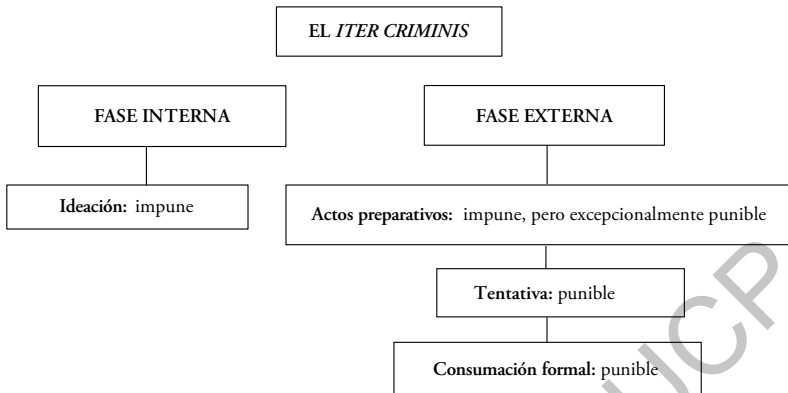 EL ITER CRIMINIS
FASE INTERNA
FASE EXTERNA
Ideación: impune
Actos preparativos: impune, pero excepcionalmente punible
Tentativa: punible
Consumación formal: punible
UCP